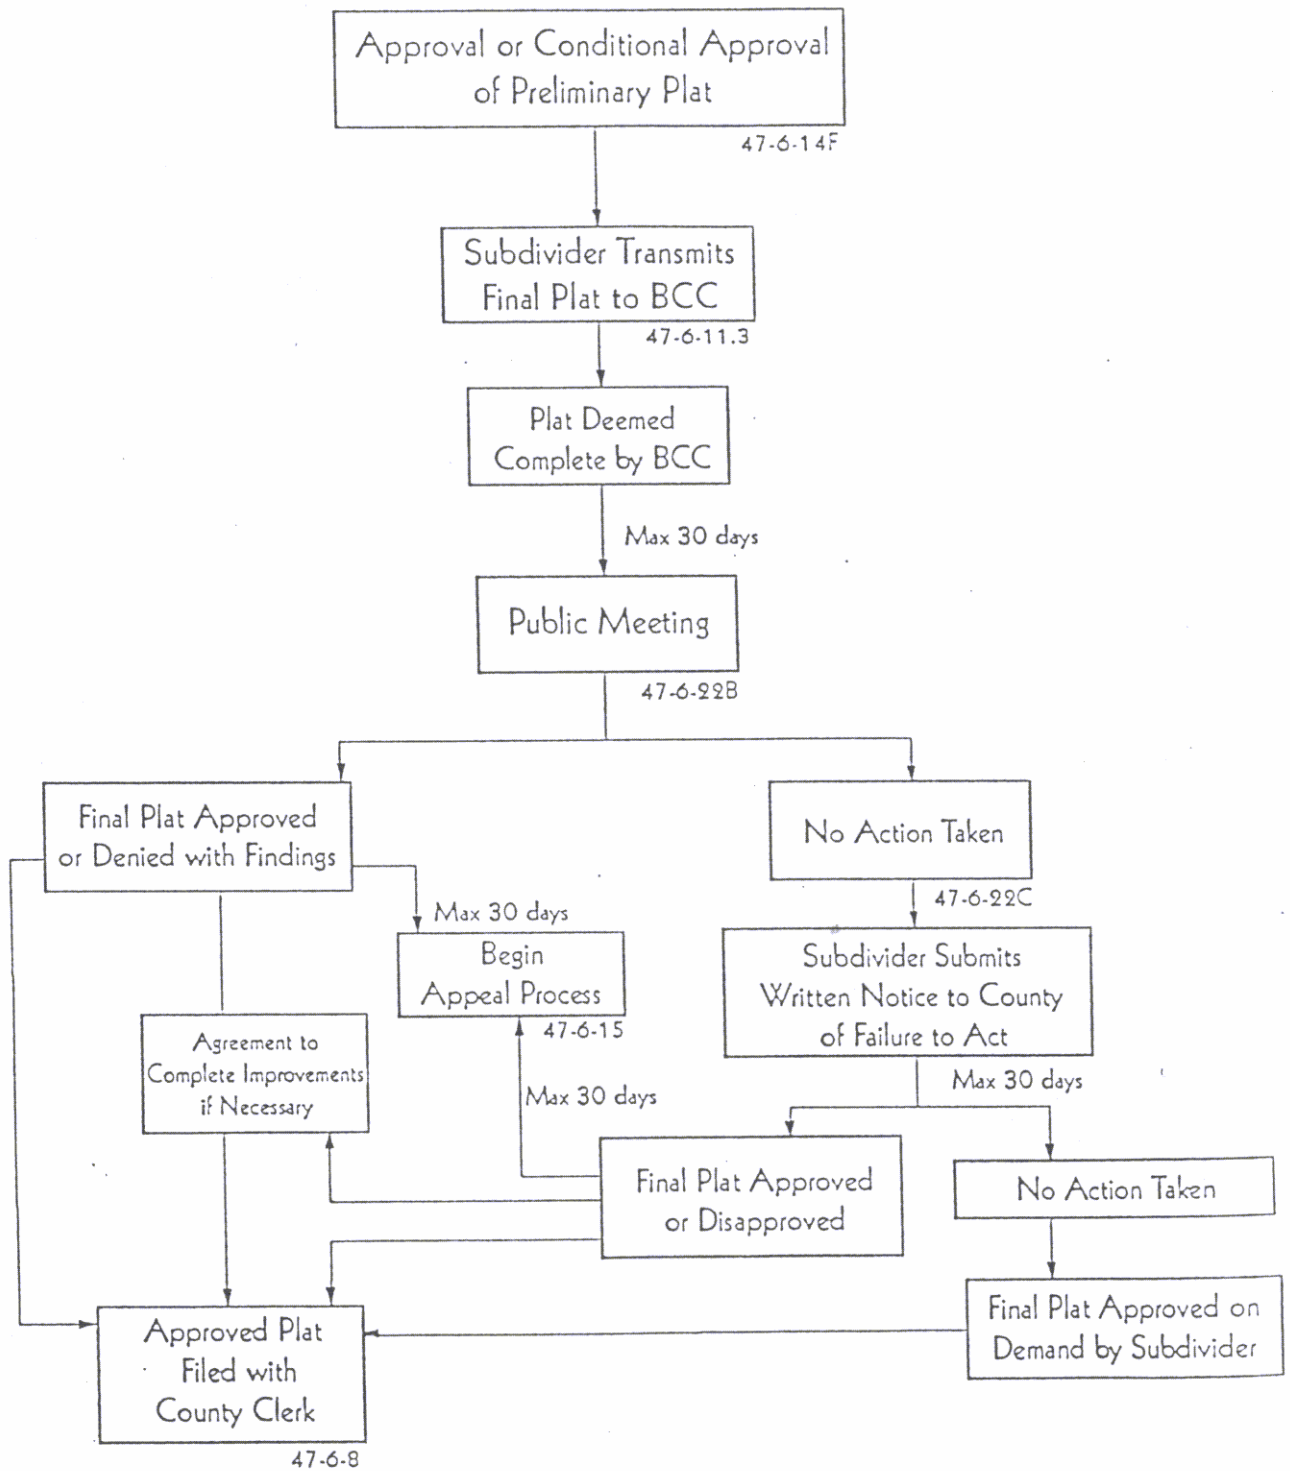 Approval or Conditional Approval
of Preliminary Plat
47-6-14F
Subdivider Transmits
Final Plat to BCC
47-6-11.3
Plat Deemed
Complete by BCC
Max 30 days
Public Meeting
47-6-22B
Final Plat Approved
or Denied with Findings
No Action Taken
47-6-22C
Max 30 days
Begin
Appeal Process
47-6-15
Subdivider Submits
Written Notice to County
of Failure to Act
Max 30 days
Agreement to
Complete Improvements
if Necessary
Max 30 days
Final Plat Approved
or Disapproved
No Action Taken
Final Plat Approved on
Demand by Subdivider
Approved Plat
Filed with
County Clerk
47-6-8